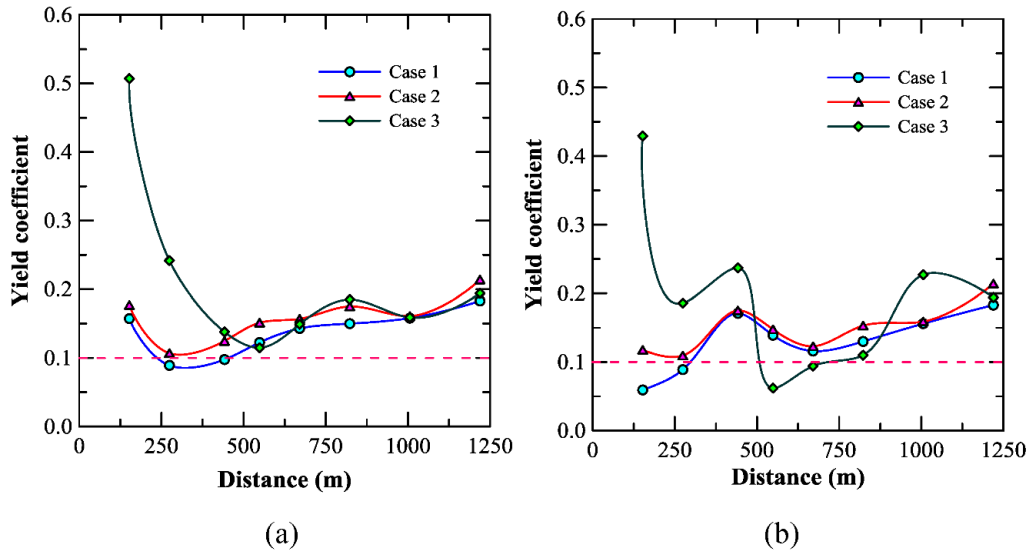 0.6
0.5
0.4
0.3
0.2
0.1
0.0
Yield coefficient
Case 1
Case 2
Case 3
0 250 500 750 1000 1250
Distance (m)
(a)
0.6
0.5
0.4
0.3
0.2
0.1
0.0
Yield coefficient
Case 1
Case 2
Case 3
0 250 500 750 1000 1250
Distance (m)
(b)